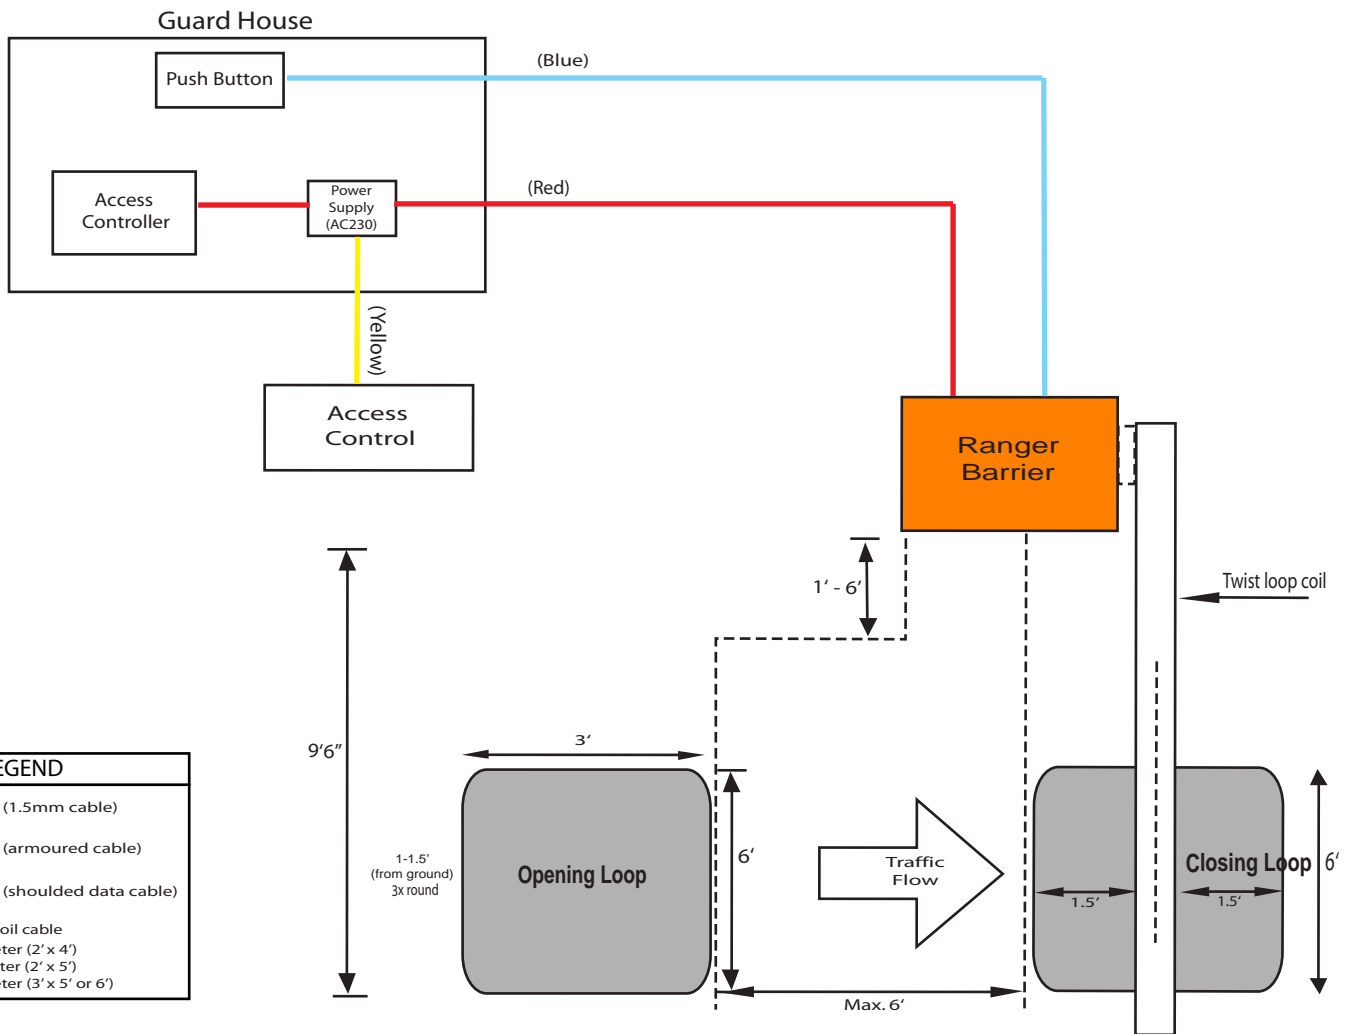 Guard House
Push Button
(Blue)
Access
Controller
Power
Supply
(AC230)
(Red)
(Yellow)
Access
Control
Ranger
Barrier
1' - 6'
Twist loop coil
9'6"
3'
1-1.5'
(from ground)
3x round
Opening Loop
6'
Traffic
Flow
Closing Loop
6'
1.5'
1.5'
Max. 6'
EGEND
(1.5mm cable)
(armoured cable)
(shoulded data cable)
oil cable
eter (2' x 4')
ter (2' x 5')
eter (3' x 5' or 6')